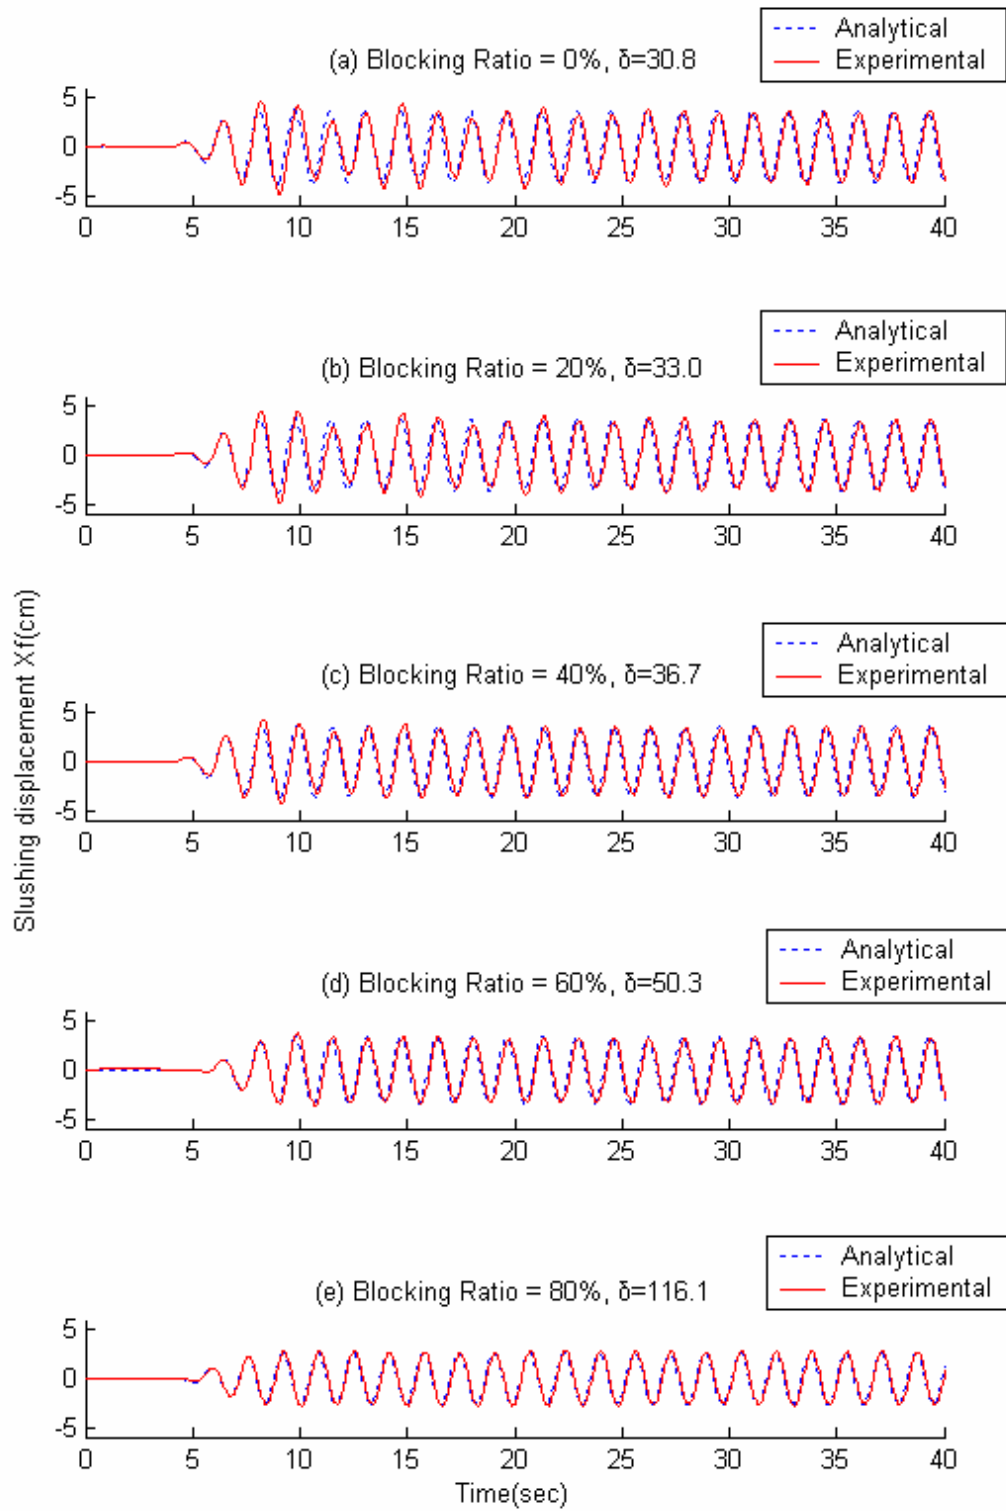 Analytical
Experimental
(a) Blocking Ratio = 0%, δ=30.8
5
0
-5
0 5 10 15 20 25 30 35 40
Analytical
Experimental
(b) Blocking Ratio = 20%, δ=33.0
5
0
-5
0 5 10 15 20 25 30 35 40
Slushing displacement Xf(cm)
Analytical
Experimental
(c) Blocking Ratio = 40%, δ=36.7
5
0
-5
0 5 10 15 20 25 30 35 40
Analytical
Experimental
(d) Blocking Ratio = 60%, δ=50.3
5
0
-5
0 5 10 15 20 25 30 35 40
Analytical
Experimental
(e) Blocking Ratio = 80%, δ=116.1
5
0
-5
0 5 10 15 20 25 30 35 40
Time(sec)